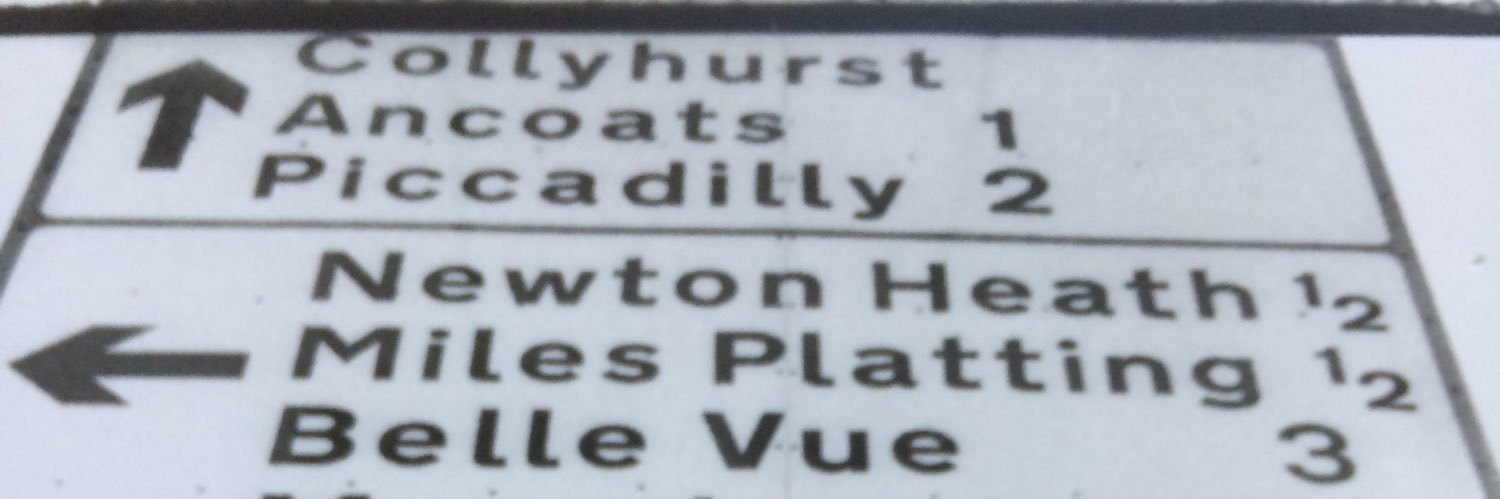 Collyhurst
Ancoats 1
Piccadilly 2
Newton Heath ½
Miles Platting ½
Belle Vue 3